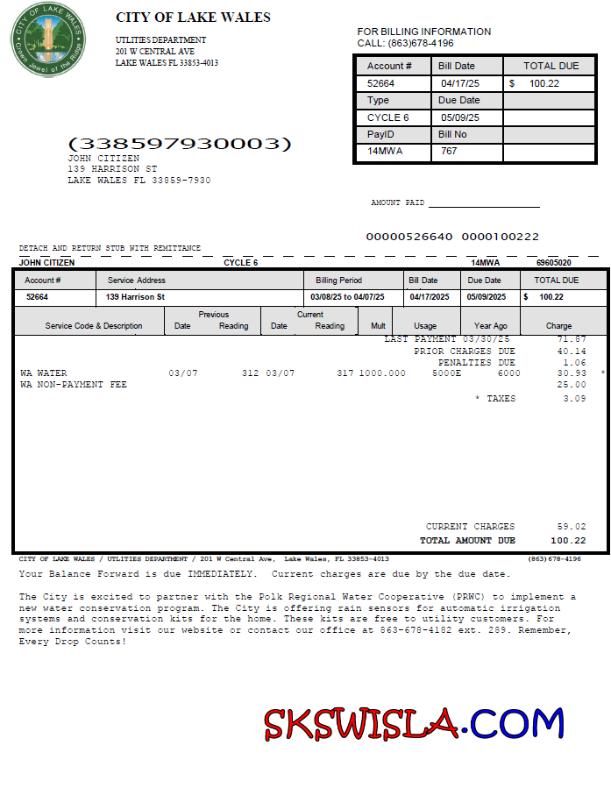 CITY OF LAKE WALES
Crown Jewel of the Ridge
CITY OF LAKE WALES
UTILITIES DEPARTMENT
201 W CENTRAL AVE
LAKE WALES FL 33853-4013
FOR BILLING INFORMATION
CALL: (863)678-4196
Account # Bill Date TOTAL DUE
52664 04/17/25 $ 100.22
Type Due Date
CYCLE 6 05/09/25
PayID Bill No
14MWA 767
(338597930003)
JOHN CITIZEN
139 HARRISON ST
LAKE WALES FL 33859-7930
AMOUNT PAID
00000526640 0000100222
DETACH AND RETURN STUB WITH REMITTANCE
JOHN CITIZEN CYCLE 6 14MWA 69605020
Account # Service Address Billing Period Bill Date Due Date TOTAL DUE
52664 139 Harrison St 03/08/25 to 04/07/25 04/17/2025 05/09/2025 $ 100.22
Previous Current
Service Code & Description Date Reading Date Reading Mult Usage Year Ago Charge
LAST PAYMENT 03/30/25 71.87
PRIOR CHARGES DUE 40.14
PENALTIES DUE 1.06
WA WATER 03/07 312 03/07 317 1000.000 5000E 6000 30.93 *
WA NON-PAYMENT FEE 25.00
* TAXES 3.09
CURRENT CHARGES 59.02
TOTAL AMOUNT DUE 100.22
CITY OF LAKE WALES / UTLITIES DEPARTMENT / 201 W Central Ave, Lake Wales, FL 33853-4013 (863)678-4196
Your Balance Forward is due IMMEDIATELY. Current charges are due by the due date.
The City is excited to partner with the Polk Regional Water Cooperative (PRWC) to implement a
new water conservation program. The City is offering rain sensors for automatic irrigation
systems and conservation kits for the home. These kits are free to utility customers. For
more information visit our website or contact our office at 863-678-4182 ext. 289. Remember,
Every Drop Counts!
SKSWISLA.COM